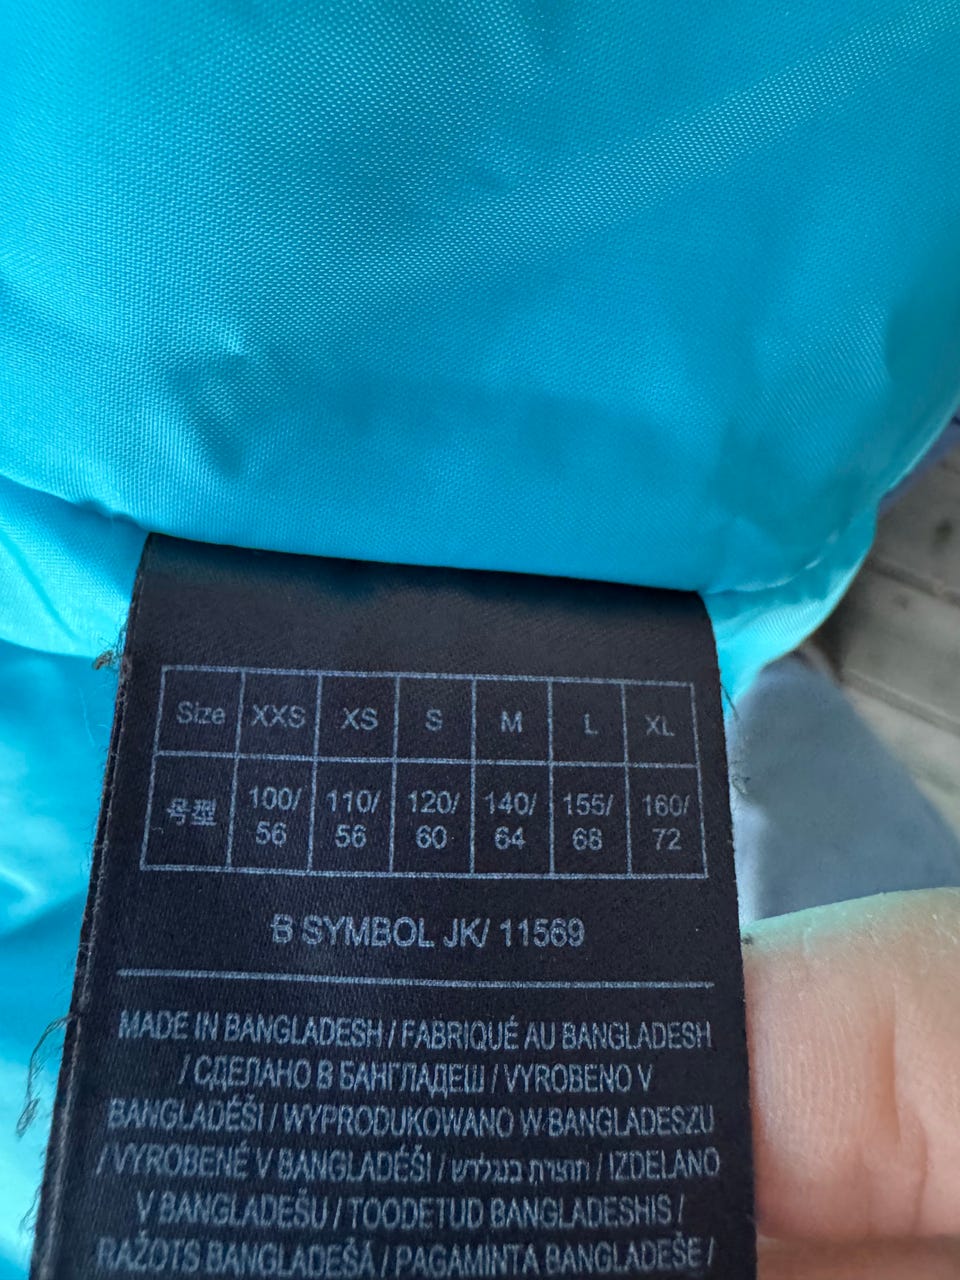 Size XXS XS S M L XL
号型 100/56 110/56 120/60 140/64 155/68 160/72
B SYMBOL JK/ 11569
MADE IN BANGLADESH / FABRIQUÉ AU BANGLADESH
/ СДЕЛАНО В БАНГЛАДЕШ / VYROBENO V
BANGLADÉŠI / WYPRODUKOWANO W BANGLADESZU
/ VYROBENÉ V BANGLADÉŠI / תוצרת בנגלדש / IZDELANO
V BANGLADEŠU / TOODETUD BANGLADESHIS /
RAŽOTS BANGLADEŠĀ / PAGAMINTA BANGLADEŠE /